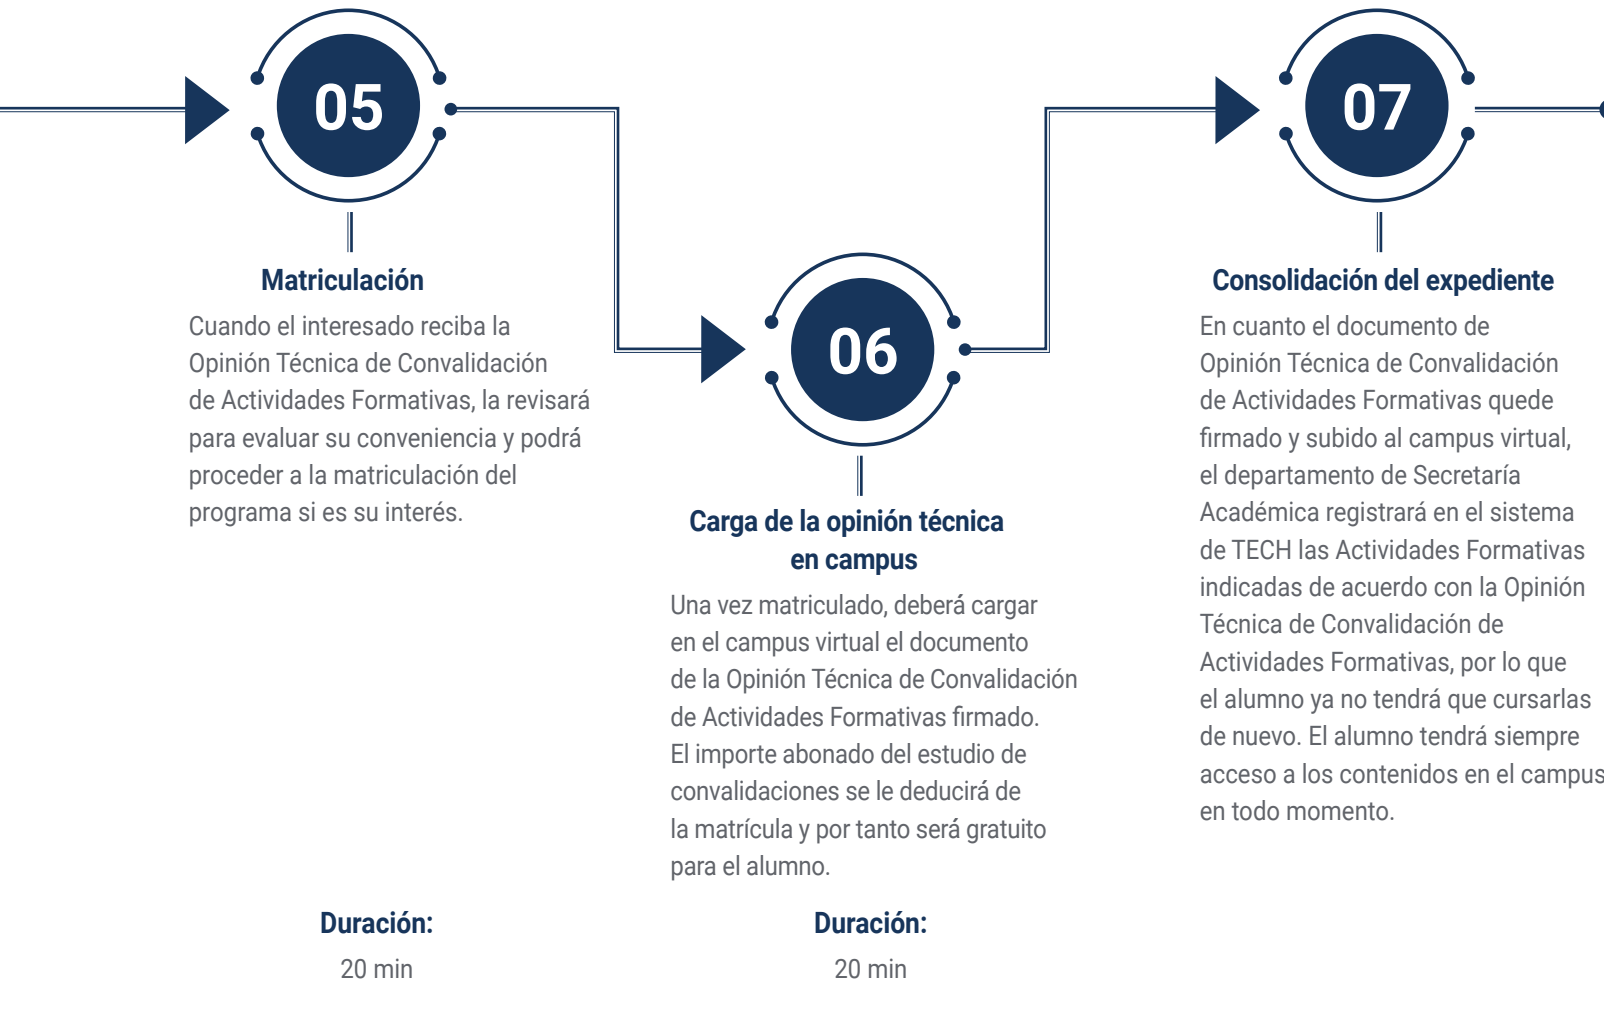 05
Matriculación
Cuando el interesado reciba la
Opinión Técnica de Convalidación
de Actividades Formativas, la revisará
para evaluar su conveniencia y podrá
proceder a la matriculación del
programa si es su interés.
Duración:
20 min
06
Carga de la opinión técnica
en campus
Una vez matriculado, deberá cargar
en el campus virtual el documento
de la Opinión Técnica de Convalidación
de Actividades Formativas firmado.
El importe abonado del estudio de
convalidaciones se le deducirá de
la matrícula y por tanto será gratuito
para el alumno.
Duración:
20 min
07
Consolidación del expediente
En cuanto el documento de
Opinión Técnica de Convalidación
de Actividades Formativas quede
firmado y subido al campus virtual,
el departamento de Secretaría
Académica registrará en el sistema
de TECH las Actividades Formativas
indicadas de acuerdo con la Opinión
Técnica de Convalidación de
Actividades Formativas, por lo que
el alumno ya no tendrá que cursarlas
de nuevo. El alumno tendrá siempre
acceso a los contenidos en el campus
en todo momento.